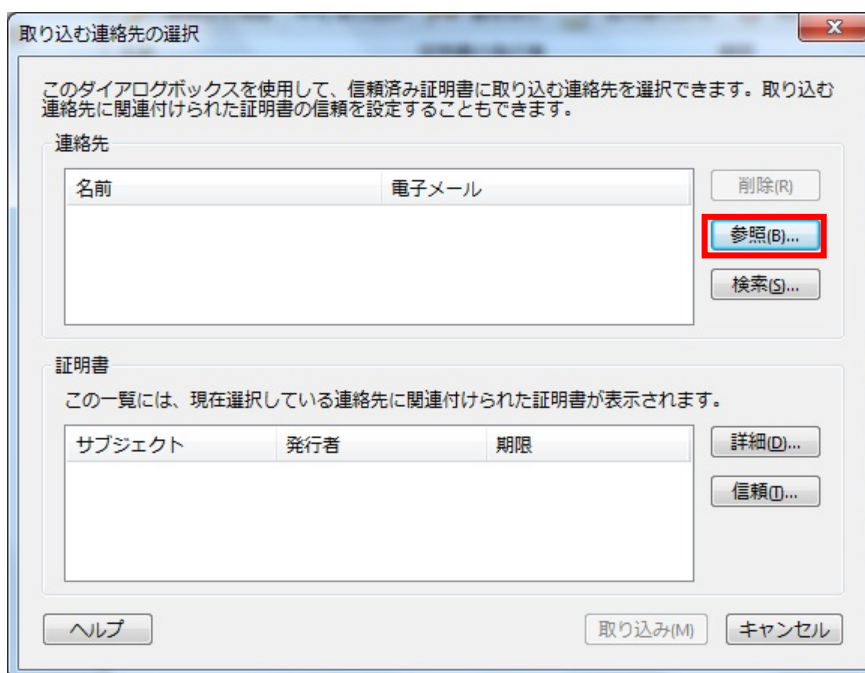 取り込む連絡先の選択
このダイアログボックスを使用して、信頼済み証明書に取り込む連絡先を選択できます。取り込む
連絡先に関連付けられた証明書の信頼を設定することもできます。
連絡先
名前 電子メール 削除(R)
参照(B)...
検索(S)...
証明書
この一覧には、現在選択している連絡先に関連付けられた証明書が表示されます。
サブジェクト 発行者 期限 詳細(D)...
信頼(T)...
ヘルプ 取り込み(M) キャンセル